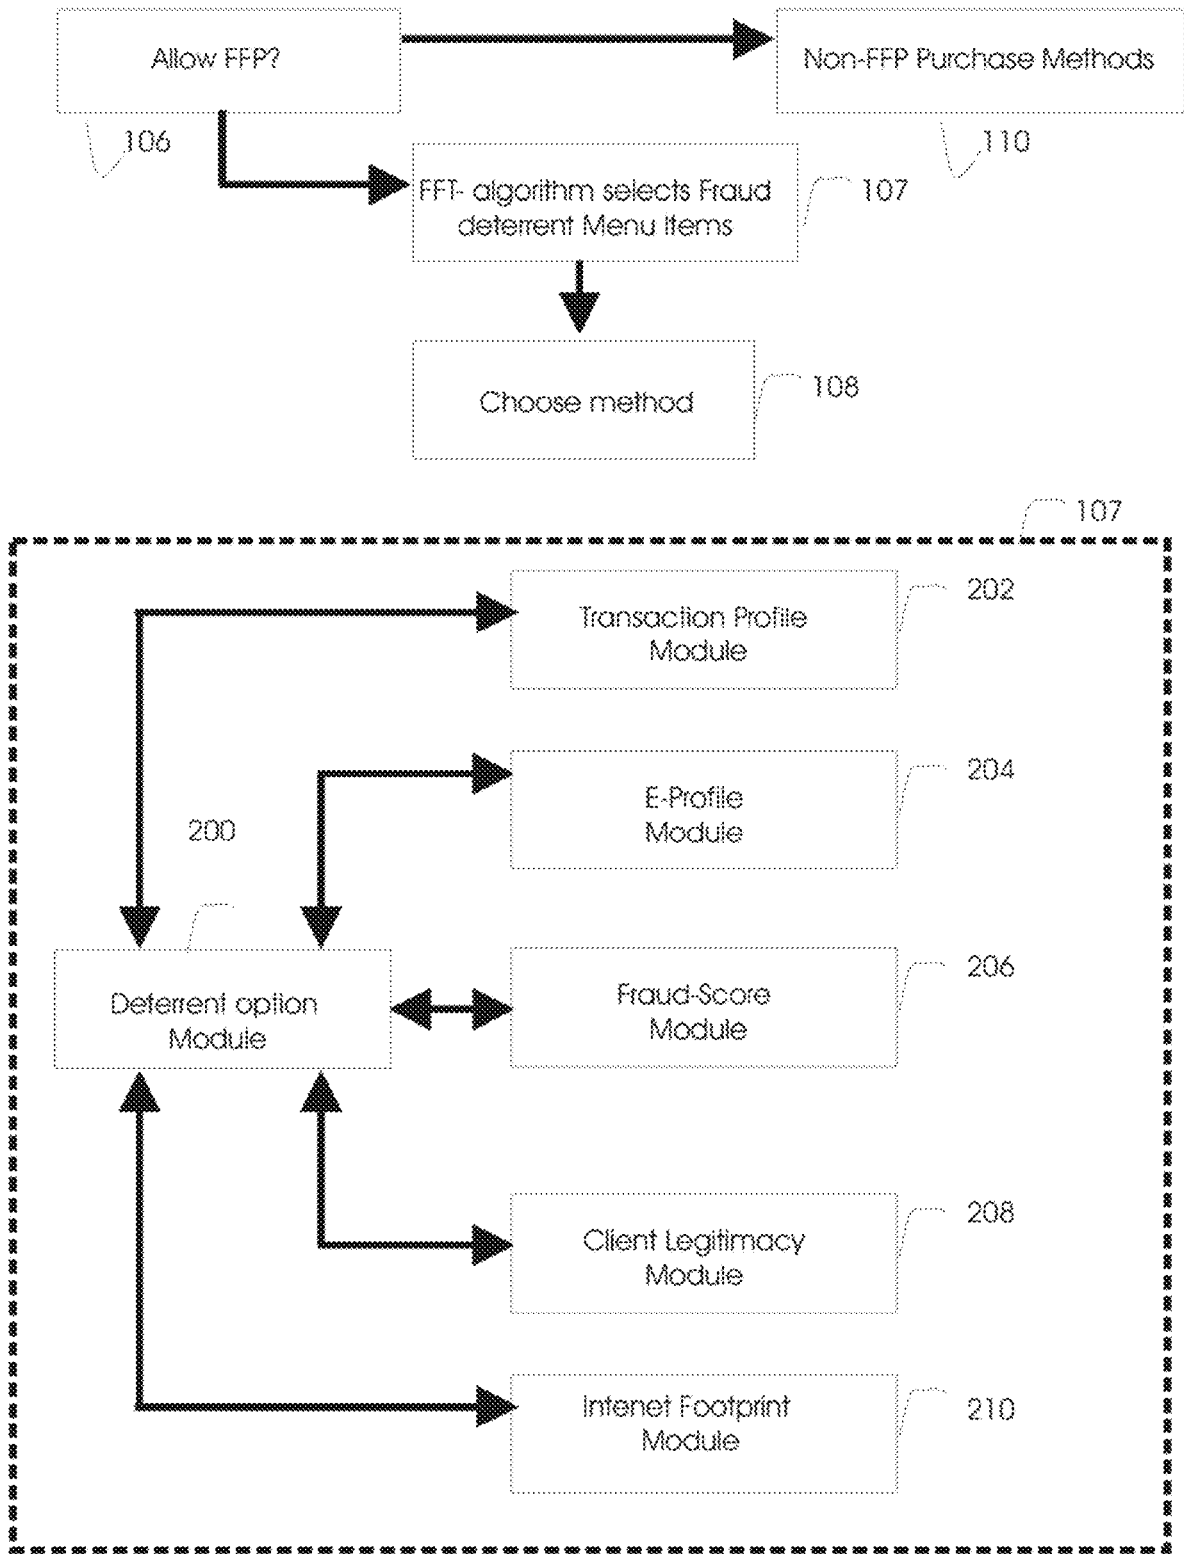 Allow FFP?
Non-FFP Purchase Methods
106
110
FFT- algorithm selects Fraud
deterrent Menu Items
107
Choose method
108
107
Transaction Profile
Module
202
E-Profile
Module
204
200
Deferrent option
Module
Fraud-Score
Module
206
Client Legitimacy
Module
208
Intenet Footprint
Module
210